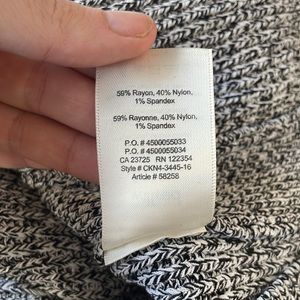 59% Rayon, 40% Nylon,
1% Spandex
59% Rayonne, 40% Nylon,
1% Spandex
P.O. # 4500055033
P.O. # 4500055034
CA 23725 RN 122354
Style # CKN4-3445-16
Article # 58258